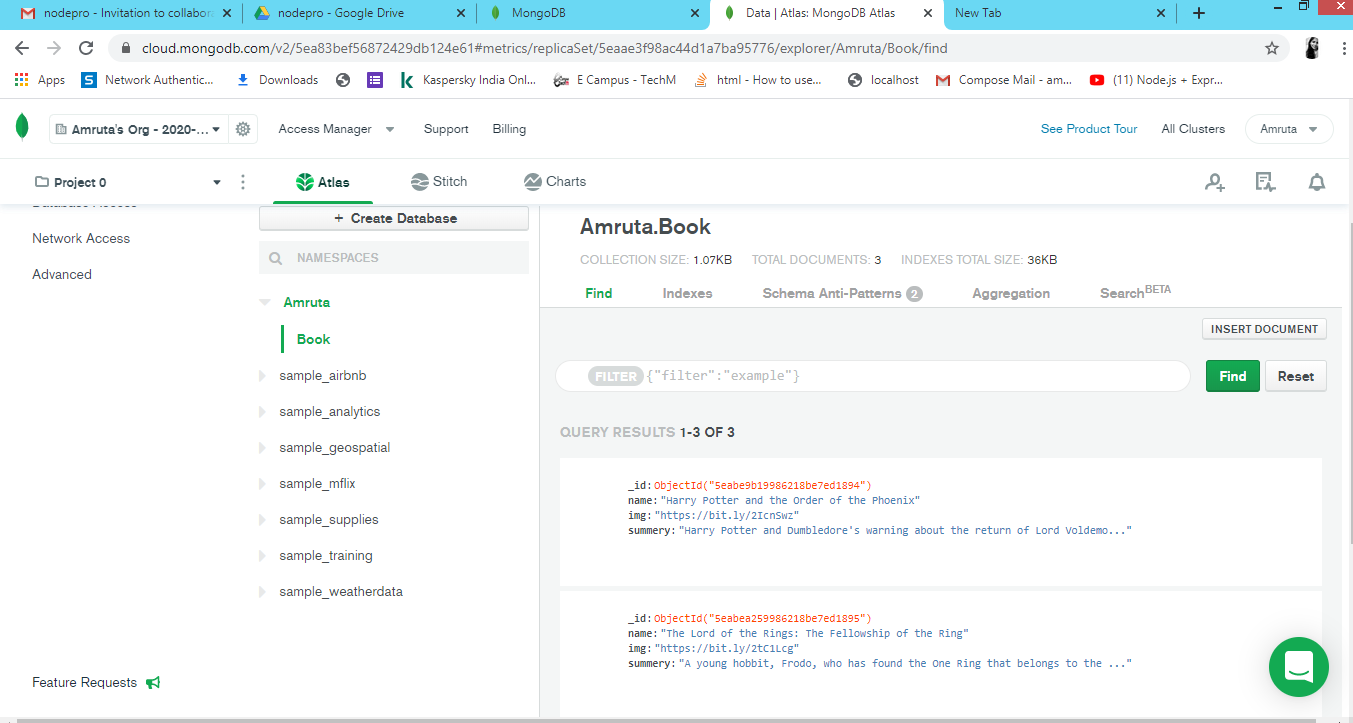 nodepro - Invitation to collabor
nodepro - Google Drive
MongoDB
Data | Atlas: MongoDB Atlas
New Tab
cloud.mongodb.com/v2/5ea83bef56872429db124e61#metrics/replicaSet/5eaae3f98ac44d1a7ba95776/explorer/Amruta/Book/find
Apps
S Network Authentic...
Downloads
Kaspersky India Onl...
E Campus - TechM
html - How to use...
localhost
Compose Mail - am...
(11) Node.js + Expr...
Amruta's Org - 2020-...
Access Manager
Support
Billing
See Product Tour
All Clusters
Amruta
Project 0
Atlas
Stitch
Charts
Database Access
Network Access
Advanced
Feature Requests
+ Create Database
NAMESPACES
Amruta
Book
sample_airbnb
sample_analytics
sample_geospatial
sample_mflix
sample_supplies
sample_training
sample_weatherdata
Amruta.Book
COLLECTION SIZE: 1.07KB TOTAL DOCUMENTS: 3 INDEXES TOTAL SIZE: 36KB
Find
Indexes
Schema Anti-Patterns 2
Aggregation
Search BETA
INSERT DOCUMENT
FILTER {"filter":"example"}
Find
Reset
QUERY RESULTS 1-3 OF 3
_id: ObjectId("5eabe9b19986218be7ed1894")
name: "Harry Potter and the Order of the Phoenix"
img: "https://bit.ly/2IcnSwz"
summery: "Harry Potter and Dumbledore's warning about the return of Lord Voldemo..."
_id: ObjectId("5eabea259986218be7ed1895")
name: "The Lord of the Rings: The Fellowship of the Ring"
img: "https://bit.ly/2tC1Lcg"
summery: "A young hobbit, Frodo, who has found the One Ring that belongs to the ..."